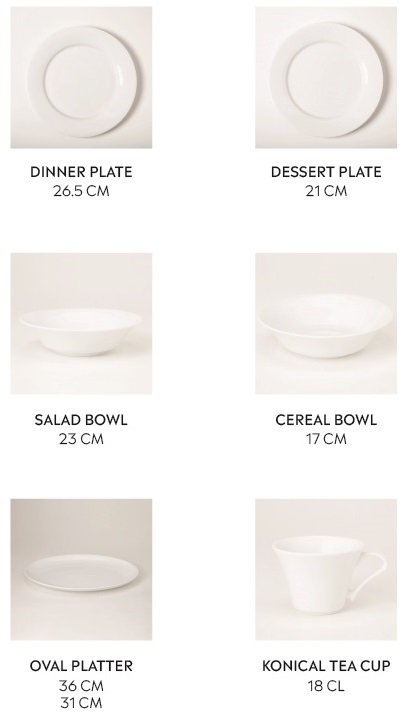 DINNER PLATE
26.5 CM
DESSERT PLATE
21 CM
SALAD BOWL
23 CM
CEREAL BOWL
17 CM
OVAL PLATTER
36 CM
31 CM
KONICAL TEA CUP
18 CL